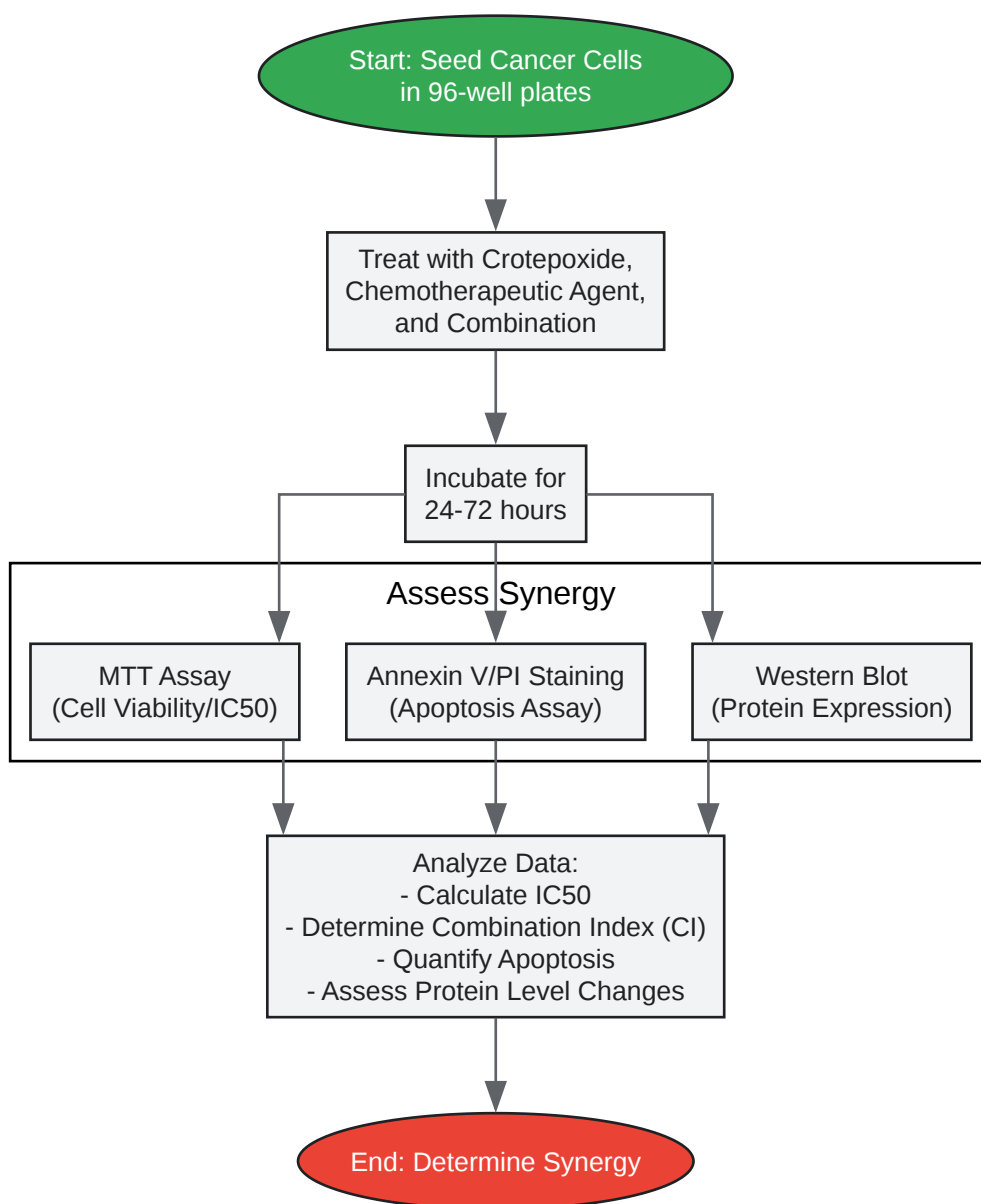 Start: Seed Cancer Cells
in 96-well plates
Treat with Crotepoxide,
Chemotherapeutic Agent,
and Combination
Incubate for
24-72 hours
Assess Synergy
MTT Assay
(Cell Viability/IC50)
Annexin V/PI Staining
(Apoptosis Assay)
Western Blot
(Protein Expression)
Analyze Data:
- Calculate IC50
- Determine Combination Index (CI)
- Quantify Apoptosis
- Assess Protein Level Changes
End: Determine Synergy